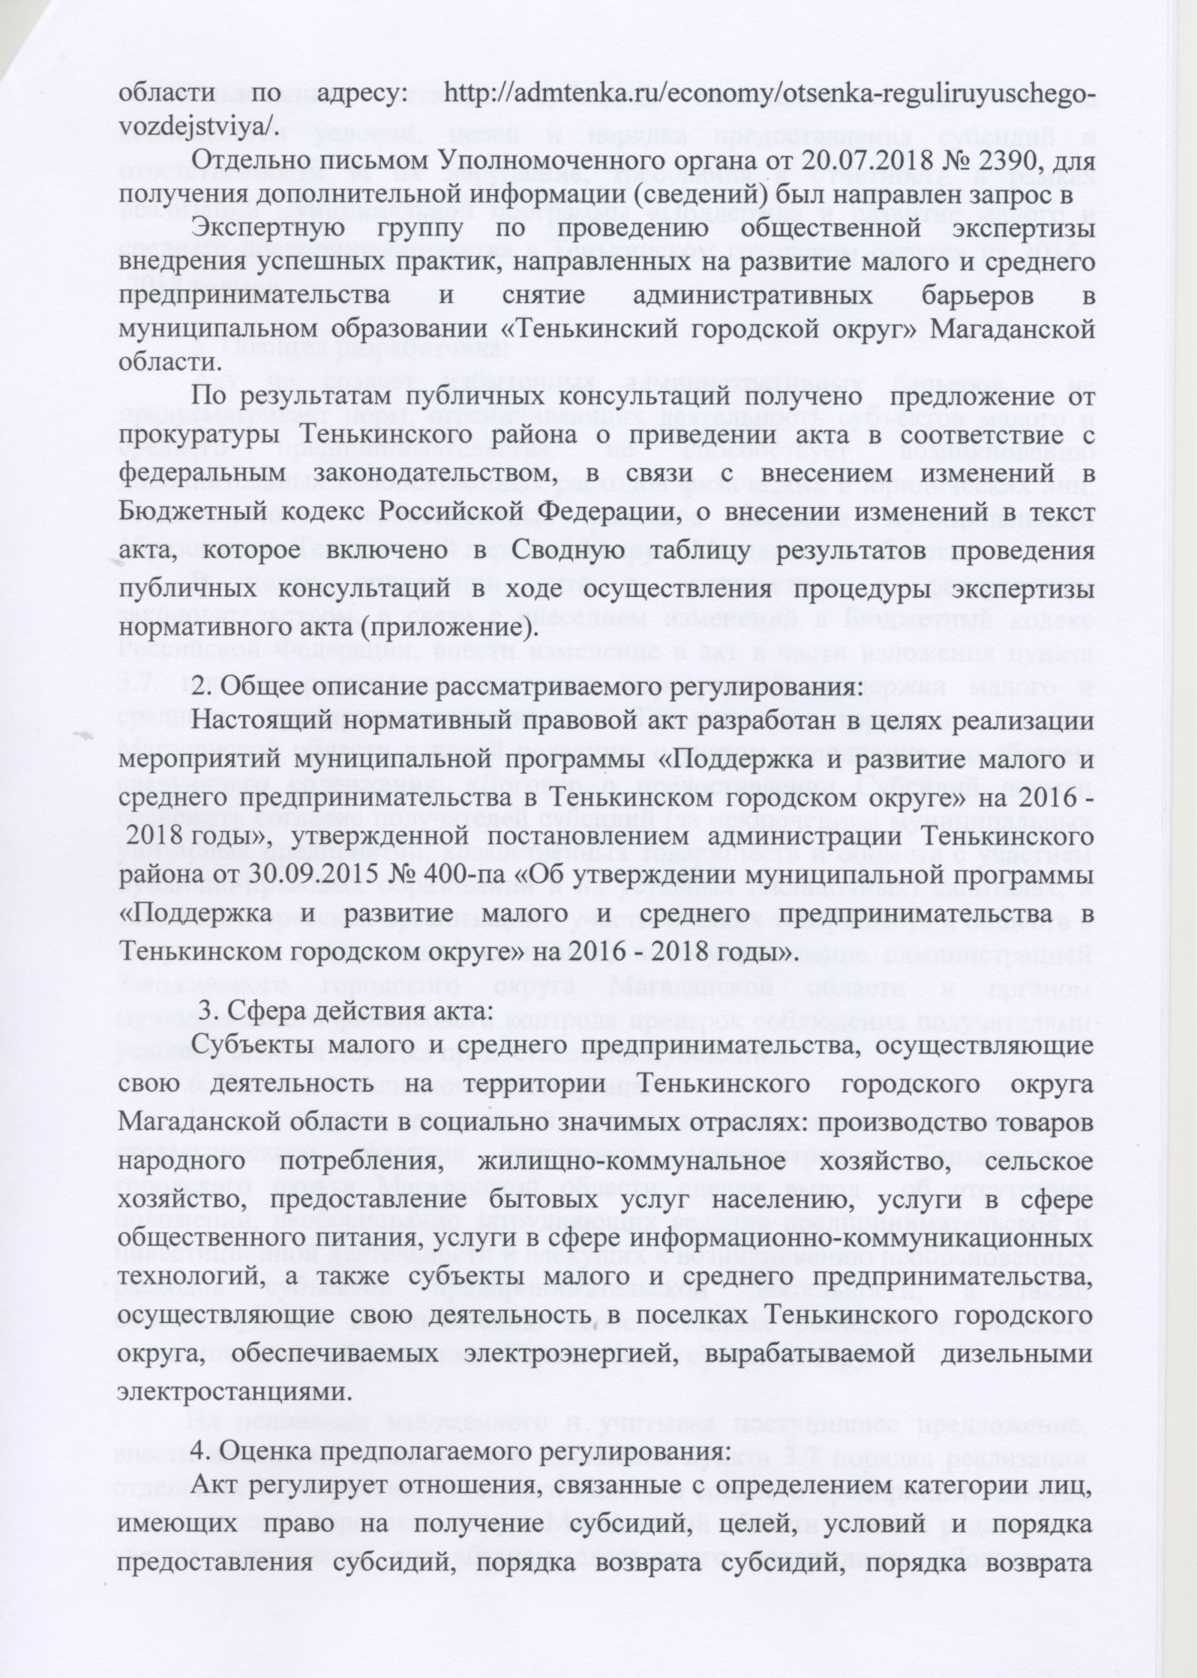 области по адресу: http://admtenka.ru/economy/otsenka-reguliruyuschego-
vozdejstviya/.
Отдельно письмом Уполномоченного органа от 20.07.2018 № 2390, для
получения дополнительной информации (сведений) был направлен запрос в
Экспертную группу по проведению общественной экспертизы
внедрения успешных практик, направленных на развитие малого и среднего
предпринимательства и снятие административных барьеров в
муниципальном образовании «Тенькинский городской округ» Магаданской
области.
По результатам публичных консультаций получено предложение от
прокуратуры Тенькинского района о приведении акта в соответствие с
федеральным законодательством, в связи с внесением изменений в
Бюджетный кодекс Российской Федерации, о внесении изменений в текст
акта, которое включено в Сводную таблицу результатов проведения
публичных консультаций в ходе осуществления процедуры экспертизы
нормативного акта (приложение).
2. Общее описание рассматриваемого регулирования:
Настоящий нормативный правовой акт разработан в целях реализации
мероприятий муниципальной программы «Поддержка и развитие малого и
среднего предпринимательства в Тенькинском городском округе» на 2016 -
2018 годы», утвержденной постановлением администрации Тенькинского
района от 30.09.2015 № 400-па «Об утверждении муниципальной программы
«Поддержка и развитие малого и среднего предпринимательства в
Тенькинском городском округе» на 2016 - 2018 годы».
3. Сфера действия акта:
Субъекты малого и среднего предпринимательства, осуществляющие
свою деятельность на территории Тенькинского городского округа
Магаданской области в социально значимых отраслях: производство товаров
народного потребления, жилищно-коммунальное хозяйство, сельское
хозяйство, предоставление бытовых услуг населению, услуги в сфере
общественного питания, услуги в сфере информационно-коммуникационных
технологий, а также субъекты малого и среднего предпринимательства,
осуществляющие свою деятельность в поселках Тенькинского городского
округа, обеспечиваемых электроэнергией, вырабатываемой дизельными
электростанциями.
4. Оценка предполагаемого регулирования:
Акт регулирует отношения, связанные с определением категории лиц,
имеющих право на получение субсидий, целей, условий и порядка
предоставления субсидий, порядка возврата субсидий, порядка возврата